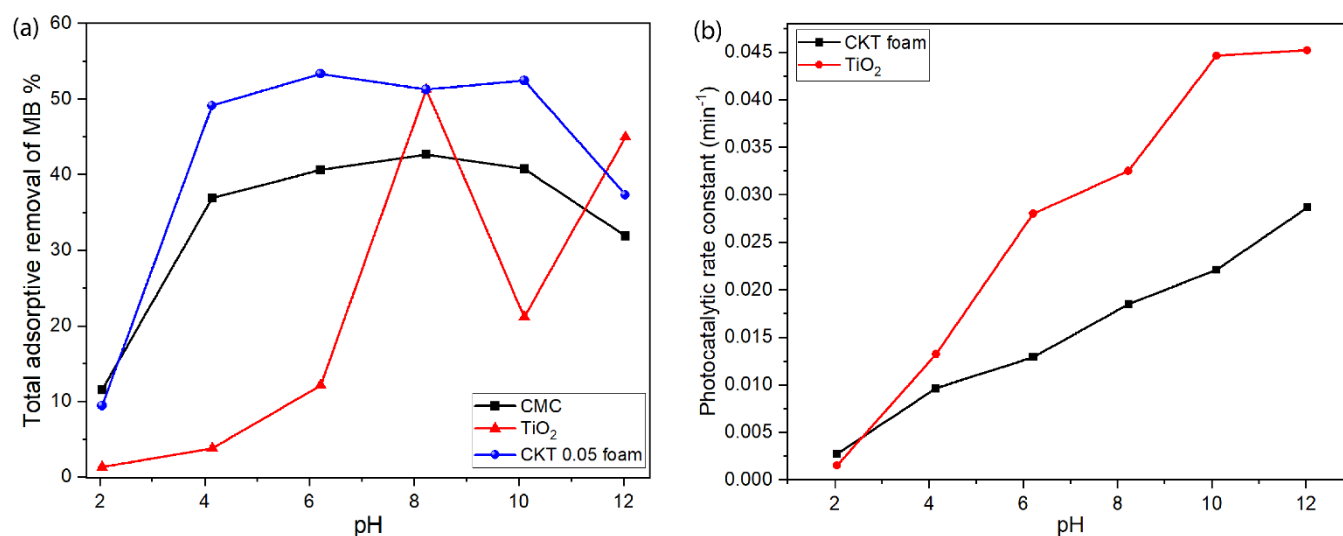 (a)
Total adsorptive removal of MB %
60
50
40
30
20
10
0
2 4 6 8 10 12
pH
CMC
TiO₂
CKT 0.05 foam
(b)
Photocatalytic rate constant (min⁻¹)
0.045
0.040
0.035
0.030
0.025
0.020
0.015
0.010
0.005
0.000
2 4 6 8 10 12
pH
CKT foam
TiO₂